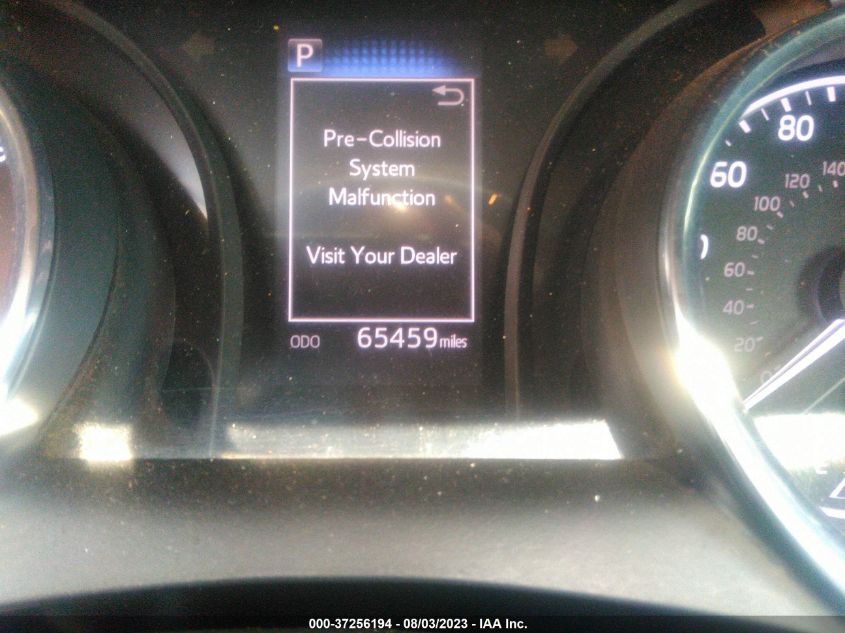 P
Pre-Collision
System
Malfunction
Visit Your Dealer
ODO 65459 miles
80
60
140
120
100
80
60
40
20
0
000-37256194 - 08/03/2023 - IAA Inc.